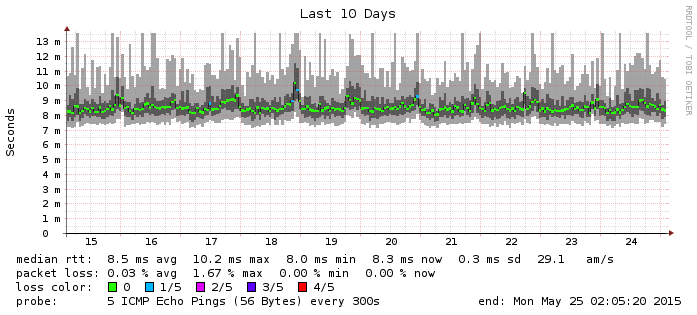 Last 10 Days
RRDTOOL / TOBI OETIKER
Seconds
13 m
12 m
11 m
10 m
9 m
8 m
7 m
6 m
5 m
4 m
3 m
2 m
1 m
0
15 16 17 18 19 20 21 22 23 24
median rtt: 8.5 ms avg 10.2 ms max 8.0 ms min 8.3 ms now 0.3 ms sd 29.1 am/s
packet loss: 0.03 % avg 1.67 % max 0.00 % min 0.00 % now
loss color: 0 1/5 2/5 3/5 4/5
probe: 5 ICMP Echo Pings (56 Bytes) every 300s end: Mon May 25 02:05:20 2015